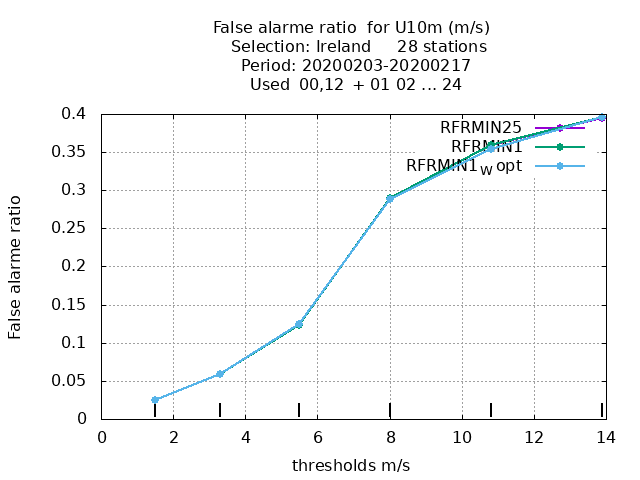 False alarme ratio for U10m (m/s)
Selection: Ireland 28 stations
Period: 20200203-20200217
Used 00,12 + 01 02 ... 24
0.4
0.35
0.3
0.25
0.2
0.15
0.1
0.05
0
False alarme ratio
RFRMIN25
RFRMIN1
RFRMIN1W opt
0 2 4 6 8 10 12 14
thresholds m/s